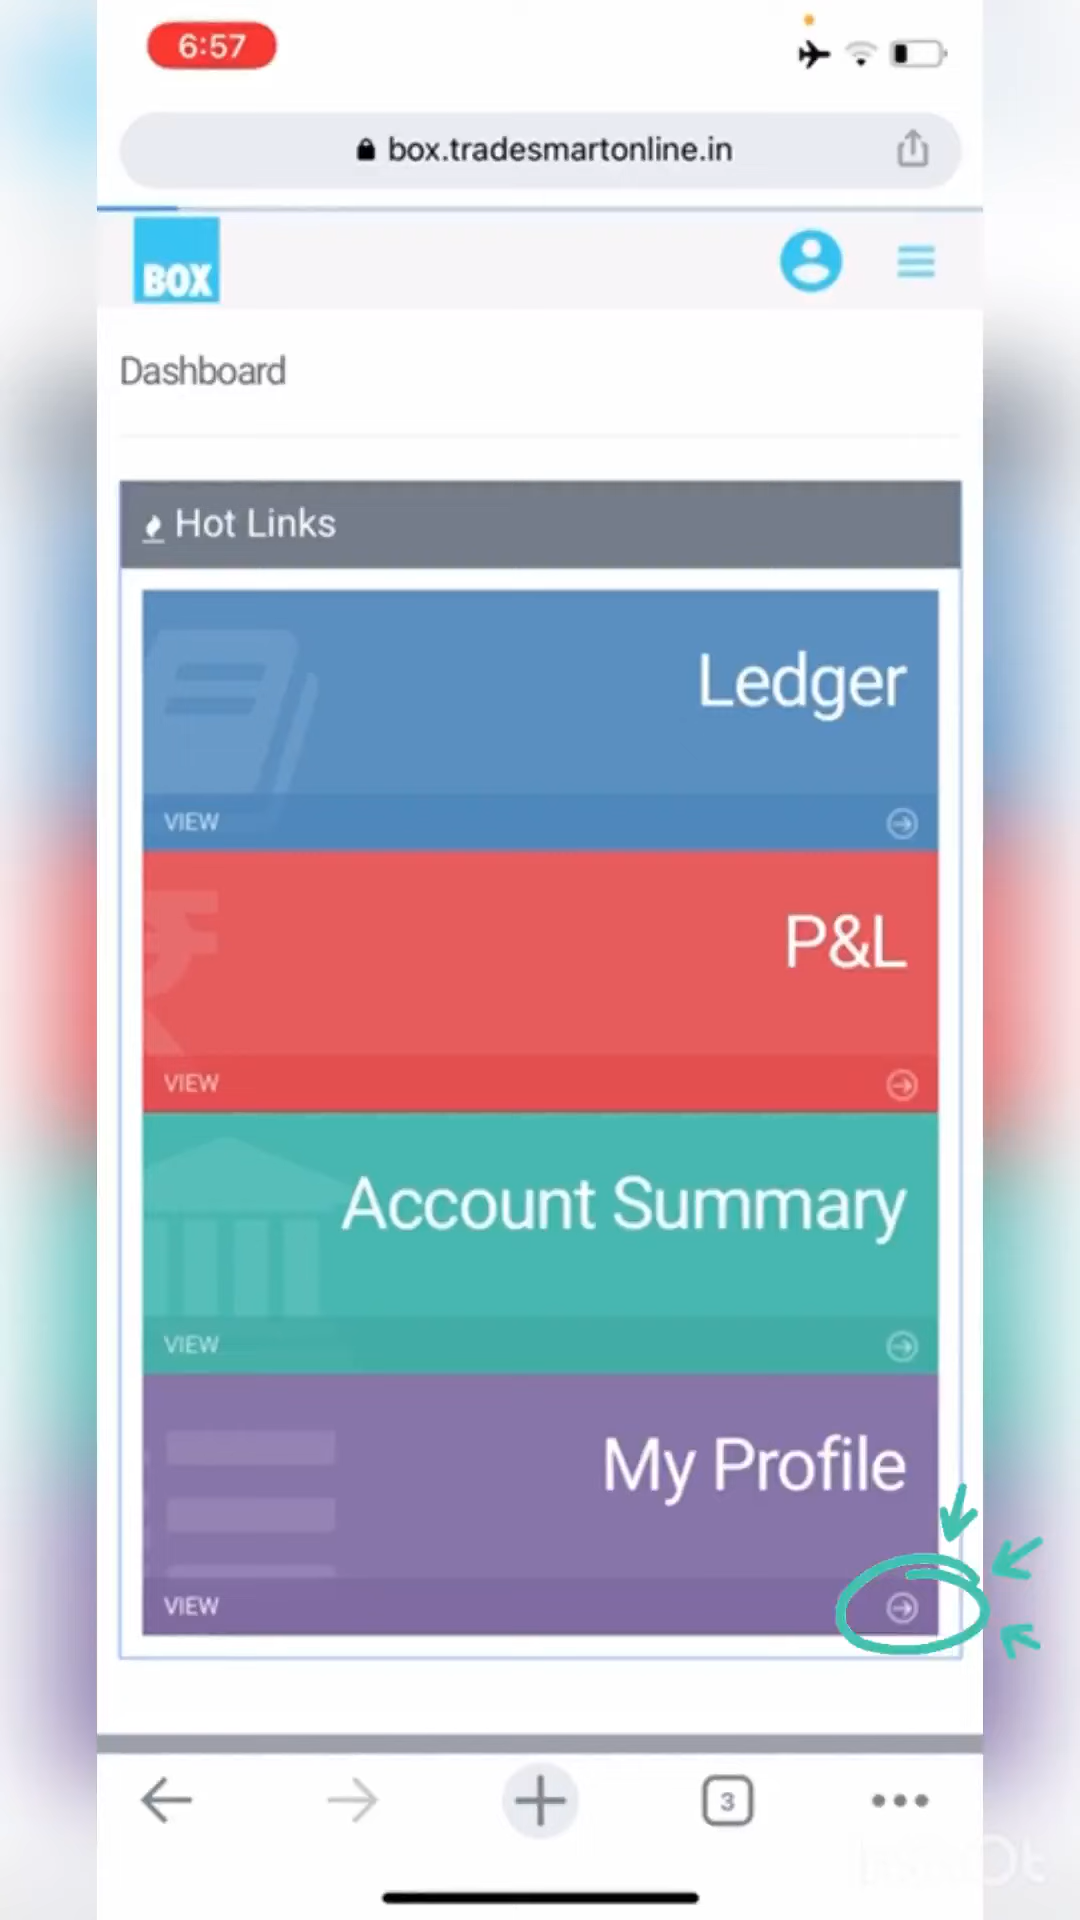 6:57
box.tradesmartonline.in
BOX
Dashboard
Hot Links
Ledger
VIEW
P&L
VIEW
Account Summary
VIEW
My Profile
VIEW
3